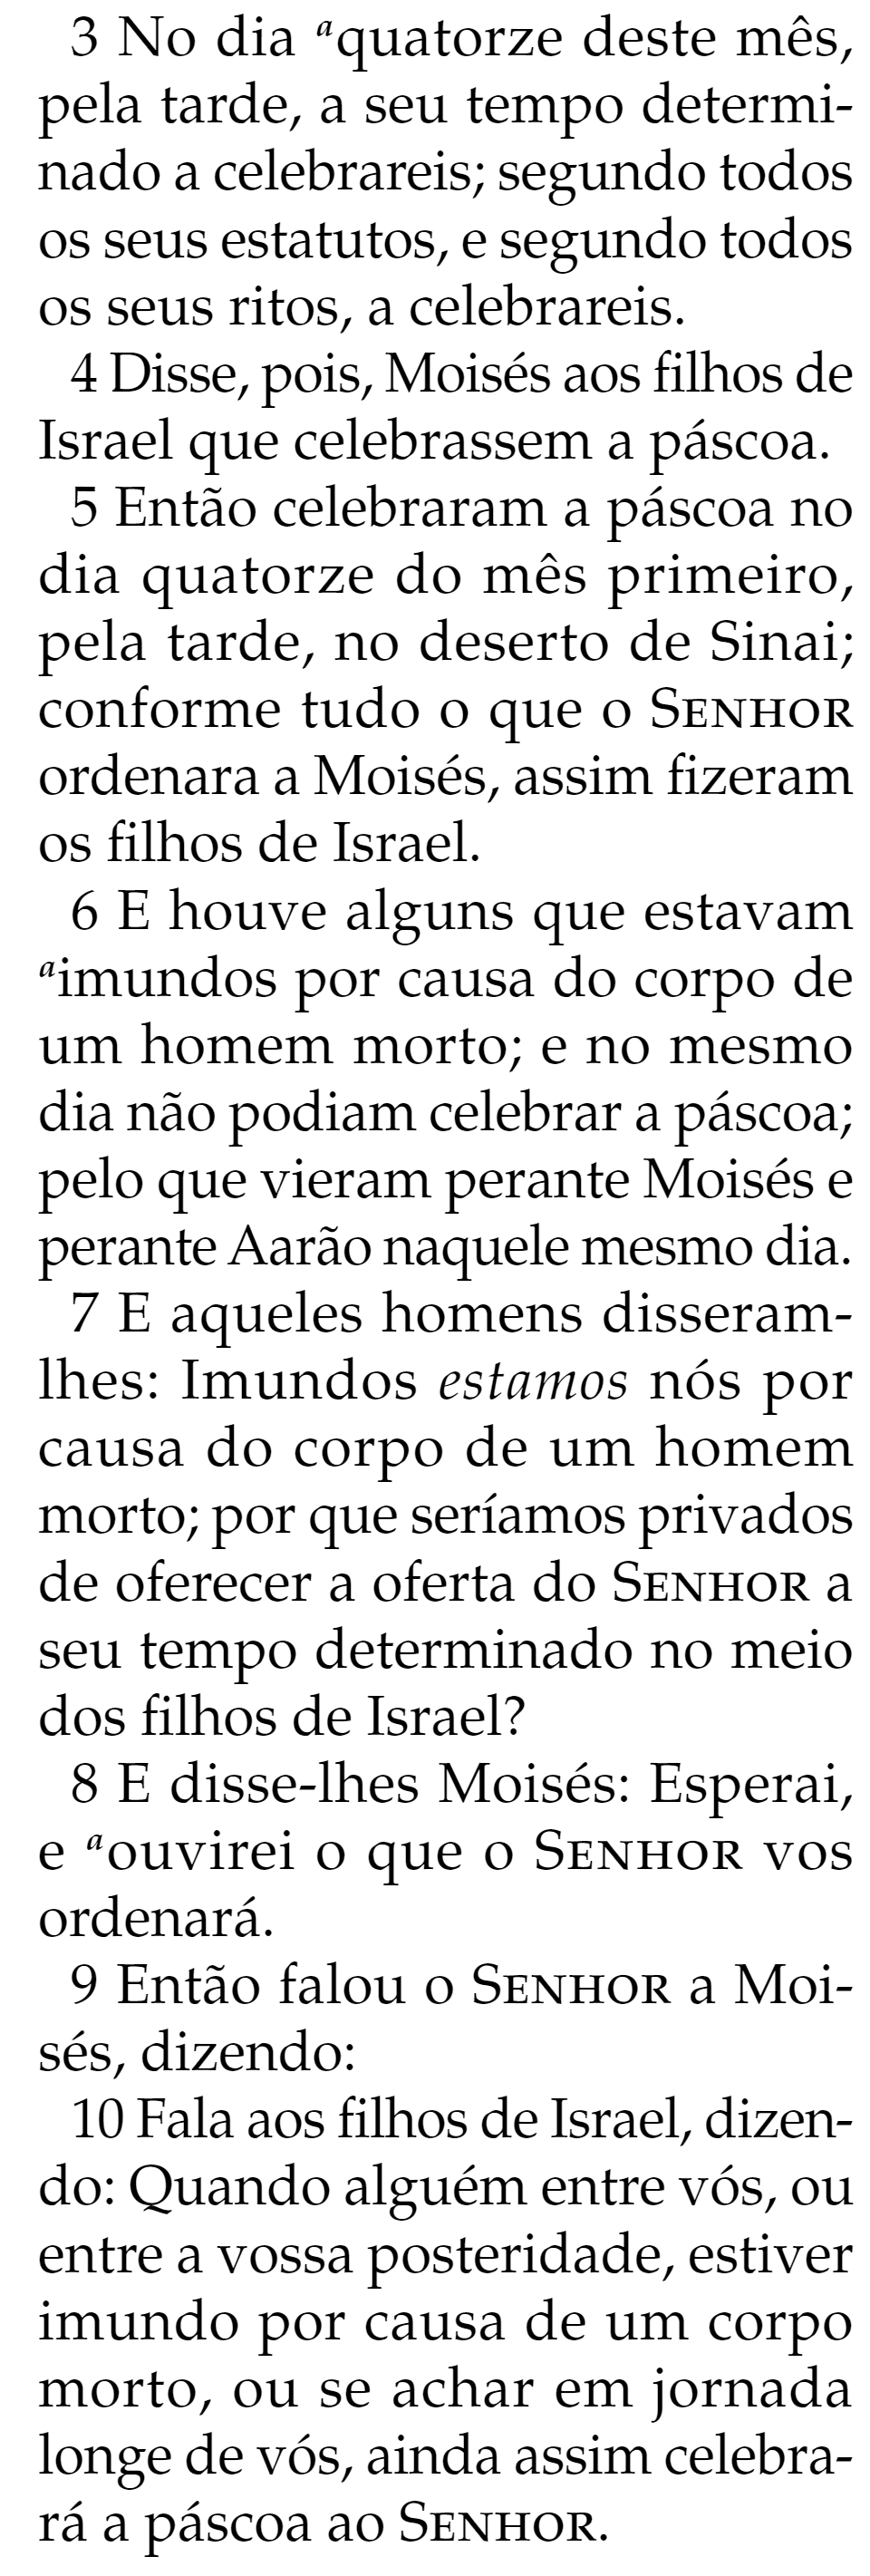 3 No dia ᵃquatorze deste mês,
pela tarde, a seu tempo determi-
nado a celebrareis; segundo todos
os seus estatutos, e segundo todos
os seus ritos, a celebrareis.
4 Disse, pois, Moisés aos filhos de
Israel que celebrassem a páscoa.
5 Então celebraram a páscoa no
dia quatorze do mês primeiro,
pela tarde, no deserto de Sinai;
conforme tudo o que o SENHOR
ordenara a Moisés, assim fizeram
os filhos de Israel.
6 E houve alguns que estavam
ᵃimundos por causa do corpo de
um homem morto; e no mesmo
dia não podiam celebrar a páscoa;
pelo que vieram perante Moisés e
perante Aarão naquele mesmo dia.
7 E aqueles homens disseram-
lhes: Imundos estamos nós por
causa do corpo de um homem
morto; por que seríamos privados
de oferecer a oferta do SENHOR a
seu tempo determinado no meio
dos filhos de Israel?
8 E disse-lhes Moisés: Esperai,
e ᵃouvirei o que o SENHOR vos
ordenará.
9 Então falou o SENHOR a Moi-
sés, dizendo:
10 Fala aos filhos de Israel, dizen-
do: Quando alguém entre vós, ou
entre a vossa posteridade, estiver
imundo por causa de um corpo
morto, ou se achar em jornada
longe de vós, ainda assim celebra-
rá a páscoa ao SENHOR.